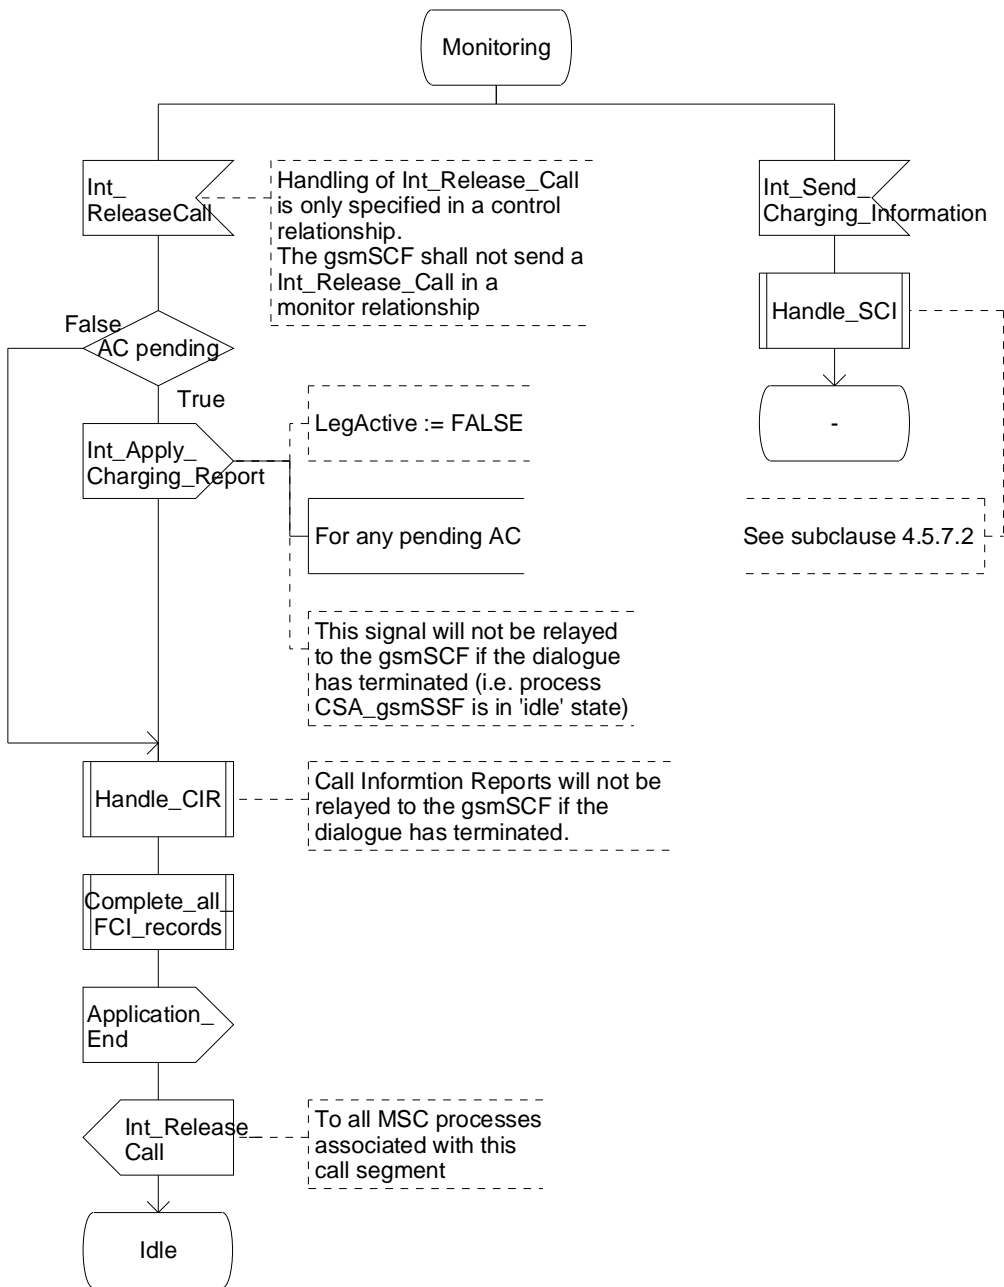 Monitoring
Int_
ReleaseCall
Handling of Int_Release_Call
is only specified in a control
relationship.
The gsmSCF shall not send a
Int_Release_Call in a
monitor relationship
Int_Send_
Charging_Information
Handle_SCI
False
AC pending
True
-
Int_Apply_
Charging_Report
LegActive := FALSE
For any pending AC
See subclause 4.5.7.2
This signal will not be relayed
to the gsmSCF if the dialogue
has terminated (i.e. process
CSA_gsmSSF is in 'idle' state)
Handle_CIR
Call Informtion Reports will not be
relayed to the gsmSCF if the
dialogue has terminated.
Complete_all_
FCI_records
Application_
End
Int_Release_
Call
To all MSC processes
associated with this
call segment
Idle